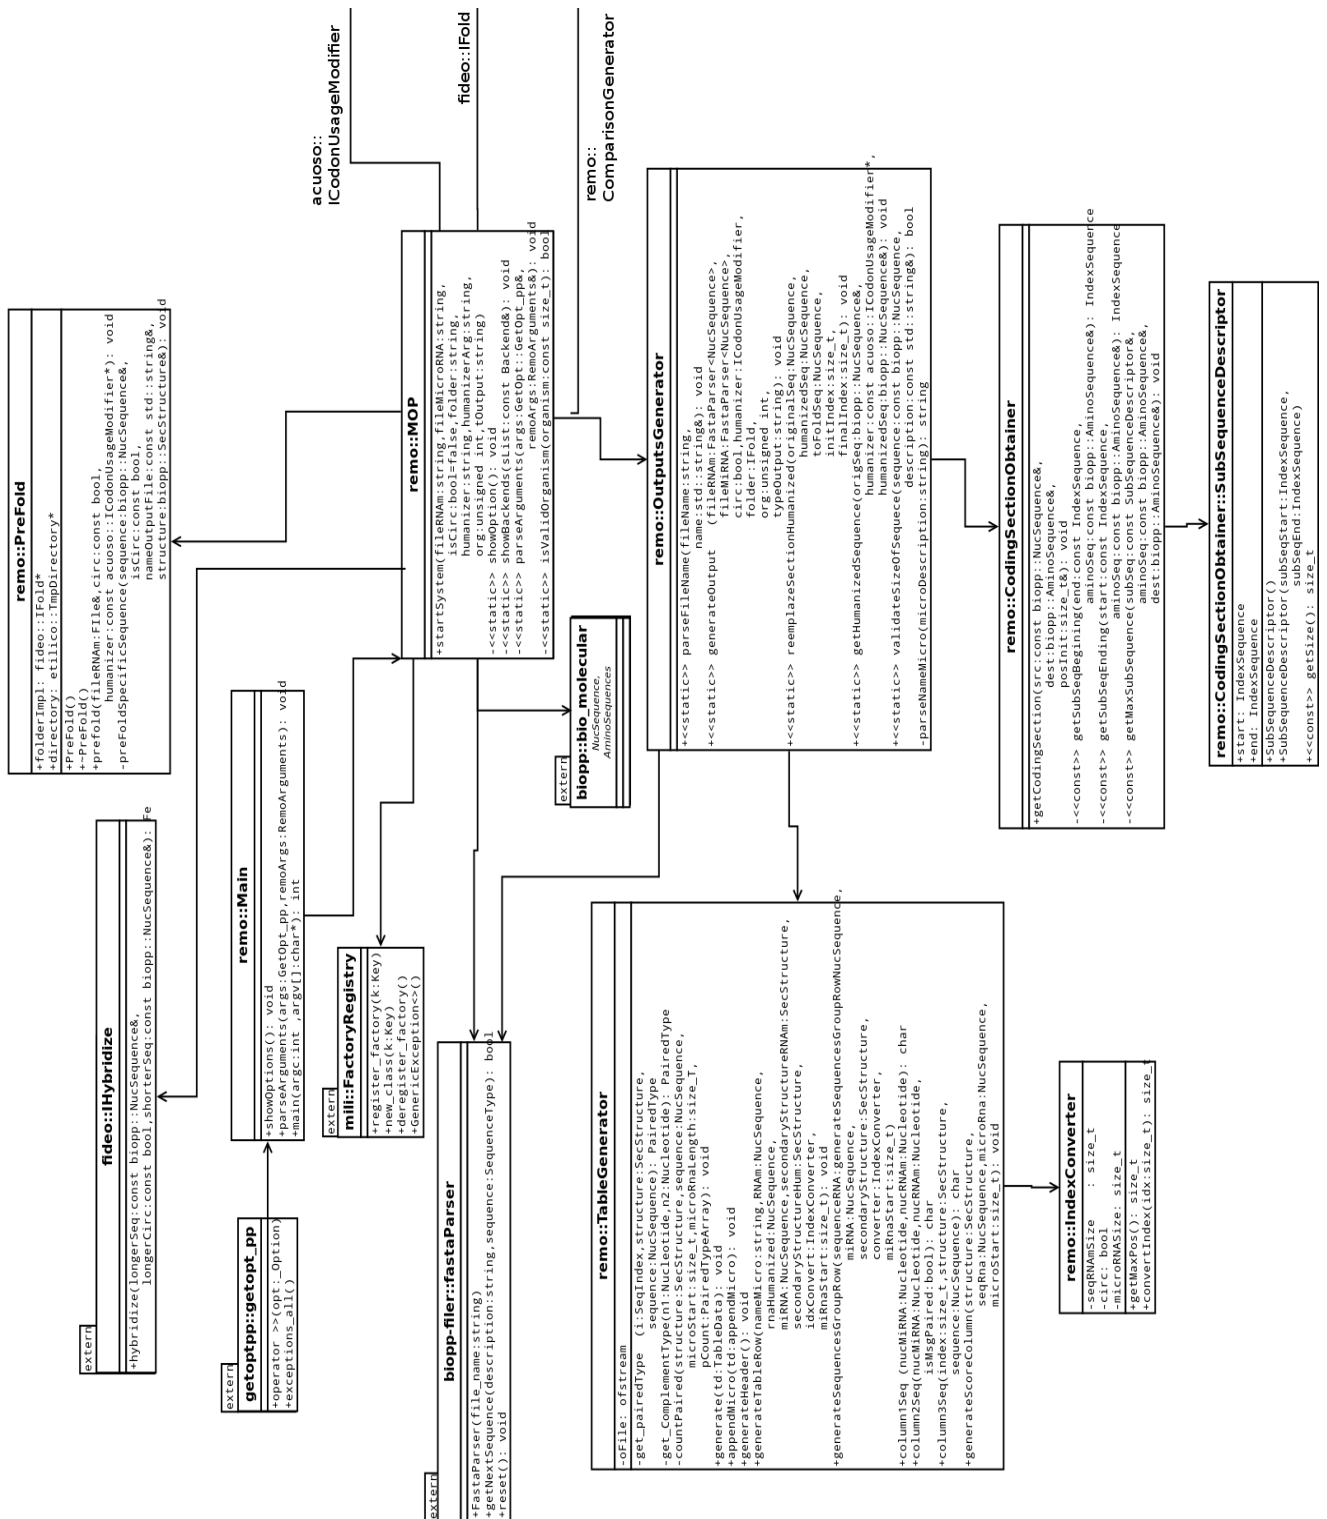 acuoso::
ICodonUsageModifier
fideo::IFold
remo::
ComparisonGenerator
remo::PreFold
+folderImpl: fideo::IFold*
+directory: etilico::TmpDirectory*
+PreFold()
+~PreFold()
+prefold(fileRNAm:FIle&,circ:const bool,
humanizer:const acuoso::ICodonUsageModifier*): void
-preFoldSpecificSequence(sequence:biopp::NucSequence&,
isCirc:const bool,
nameOutputFile:const std::string&,
structure:biopp::SecStructure&): void
remo::MOP
+startSystem(fileRNAm:string,fileMicroRNA:string,
isCirc:bool=false,folder:string,
humanizer:string,humanizerArg:string,
org:unsigned int,tOutput:string)
-<<static>> showOption(): void
-<<static>> showBackends(sList:const Backend&): void
-<<static>> parseArguments(args:GetOpt::GetOpt_pp&,
remoArgs:RemoArguments&): void
-<<static>> isValidOrganism(organism:const size_t): bool
extern
fideo::IHybridize
+hybridize(longerSeq:const biopp::NucSequence&,
longerCirc:const bool,shorterSeq:const biopp::NucSequence&): Fe
remo::Main
+showOptions(): void
+parseArguments(args:GetOpt_pp,remoArgs:RemoArguments): void
+main(argc:int ,argv[]:char*): int
extern
getoptpp::getopt_pp
+operator >>(opt:_Option)
+exceptions_all()
extern
mili::FactoryRegistry
+register_factory(k:Key)
+new_class(k:Key)
+deregister_factory()
+GenericException<>()
extern
biopp-filer::fastaParser
+FastaParser(file_name:string)
+getNextSequence(description:string,sequence:SequenceType): bool
+reset(): void
extern
biopp::bio_molecular
NucSequence,
AminoSequences
remo::OutputsGenerator
+<<static>> parseFileName(fileName:string,
name:std::string&): void
+<<static>> generateOutput (fileRNAm:FastaParser<NucSequence>,
fileMiRNA:FastaParser<NucSequence>,
circ:bool,humanizer:ICodonUsageModifier,
folder:IFold,
org:unsigned int,
typeOutput:string): void
+<<static>> reemplazeSectionHumanized(originalSeq:NucSequence,
humanizedSeq:NucSequence,
toFoldSeq:NucSequence,
initIndex:size_t,
finalIndex:size_t): void
+<<static>> getHumanizedSequence(origSeq:biopp::NucSequence&,
humanizer:const acuoso::ICodonUsageModifier*,
humanizedSeq:biopp::NucSequence&): void
+<<static>> validateSizeOfSequece(sequence:const biopp::NucSequence,
description:const std::string&): bool
-parseNameMicro(microDescription:string): string
remo::CodingSectionObtainer
+getCodingSection(src:const biopp::NucSequence&,
dest:biopp::AminoSequence&,
posInit:size_t&): void
-<<const>> getSubSeqBegining(end:const IndexSequence,
aminoSeq:const biopp::AminoSequence&): IndexSequence
-<<const>> getSubSeqEnding(start:const IndexSequence,
aminoSeq:const biopp::AminoSequence&): IndexSequence
-<<const>> getMaxSubSequence(subSeq:const SubSequenceDescriptor&,
aminoSeq:const biopp::AminoSequence&,
dest:biopp::AminoSequence&): void
remo::CodingSectionObtainer::SubSequenceDescriptor
+start: IndexSequence
+end: IndexSequence
+SubSequenceDescriptor()
+SubSequenceDescriptor(subSeqStart:IndexSequence,
subSeqEnd:IndexSequence)
+<<const>> getSize(): size_t
remo::TableGenerator
-oFile: ofstream
-get_pairedType (i:SeqIndex,structure:SecStructure,
sequence:NucSequence): PairedType
-get_ComplementType(n1:Nucleotide,n2:Nucleotide): PairedType
-countPaired(structure:SecStructure,sequence:NucSequence,
microStart:size_t,microRnaLength:size_T,
pCount:PairedTypeArray): void
+generate(td:TableData): void
+appendMicro(td:appendMicro): void
+generateHeader(): void
+generateTableRow(nameMicro:string,RNAm:NucSequence,
rnaHumanized:NucSequence,
miRNA:NucSequence,secondaryStructureRNAm:SecStructure,
secondaryStructureHum:SecStructure,
idxConvert:IndexConverter,
miRnaStart:size_t): void
+generateSequencesGroupRow(sequenceRNA:generateSequencesGroupRowNucSequence,
miRNA:NucSequence,
secondaryStructure:SecStructure,
converter:IndexConverter,
miRnaStart:size_t)
+column1Seq (nucMiRNA:Nucleotide,nucRNAm:Nucleotide): char
+column2Seq(nucMiRNA:Nucleotide,nucRNAm:Nucleotide,
isMsgPaired:bool): char
+column3Seq(index:size_t,structure:SecStructure,
sequence:NucSequence): char
+generateScoreColumn(structure:SecStructure,
seqRna:NucSequence,microRna:NucSequence,
microStart:size_t): void
remo::IndexConverter
-seqRNAmSize : size_t
-circ: bool
-microRNASize: size_t
+getMaxPos(): size_t
+convertIndex(idx:size_t): size_t